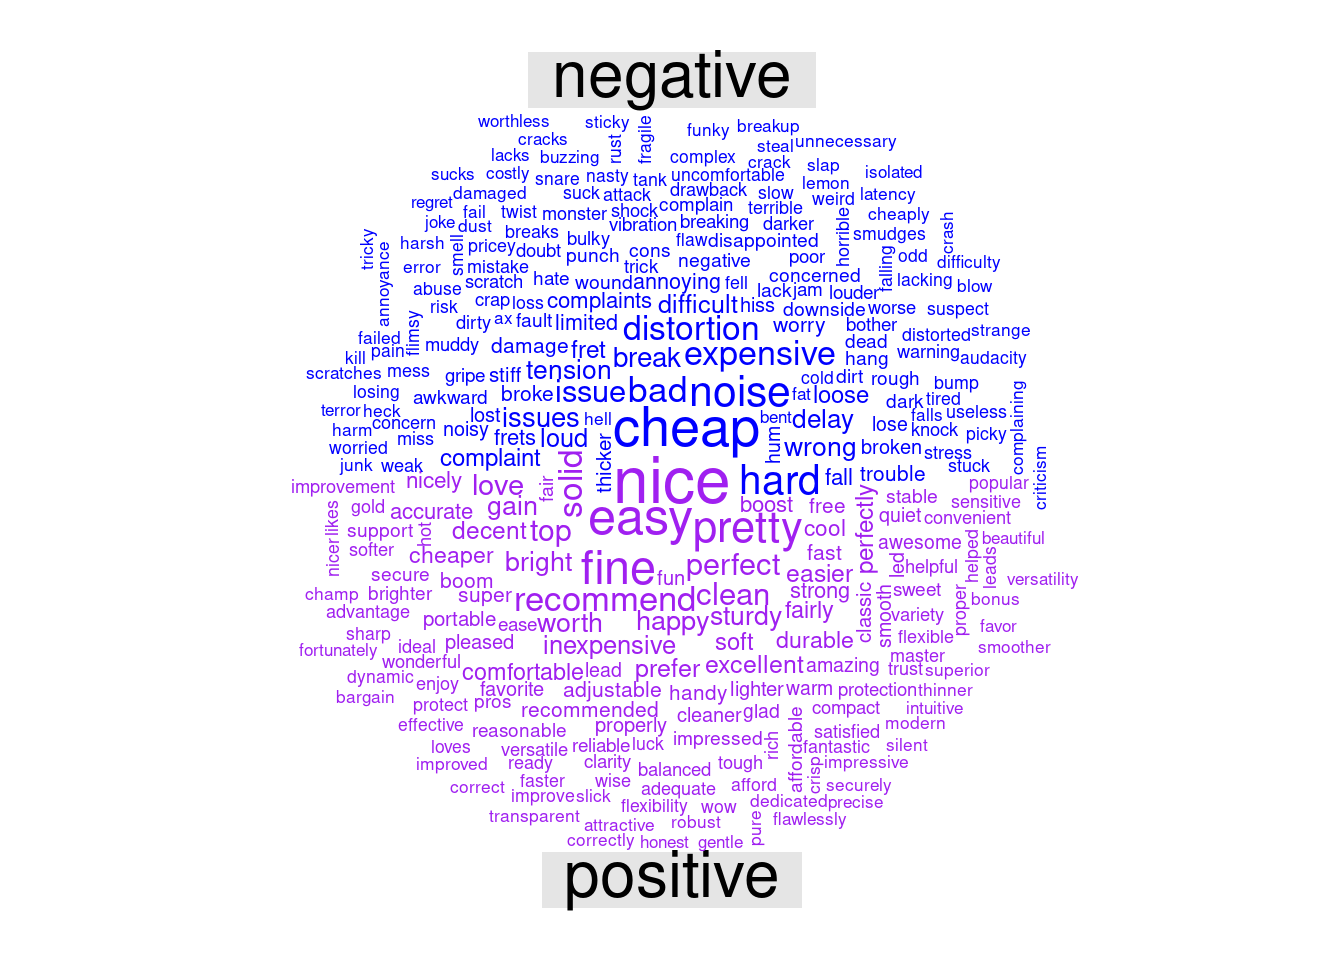 negative
worthless sticky rust fragile funky breakup
cracks steal unnecessary
lacks buzzing complex crack slap
sucks costly snare nasty tank uncomfortable lemon isolated
regret damaged suck attack drawback slow weird latency
joke fail twist monster shock complain terrible horrible cheaply crash
dust breaks vibration breaking darker smudges
tricky annoyance harsh smell pricey doubt bulky punch cons flaw disappointed poor falling odd difficulty
error mistake trick negative concerned lacking
abuse scratch hate wound annoying fell lack jam louder blow
risk crap loss complaints difficult hiss downside worse suspect
flimsy dirty ax fault limited distortion worry bother distorted strange
failed muddy damage fret break expensive dead warning
kill pain hang audacity
scratches mess gripe stiff tension cold dirt rough bump
losing awkward broke issue bad noise fat loose dark tired complaining
terror heck lost issues hell cheap bent delay falls useless
harm concern miss noisy frets loud hum lose knock picky
worried thicker wrong broken stress
junk weak complaint hard fall trouble stuck criticism
improvement nicely love fair solid nice popular
gold accurate gain boost free perfectly stable sensitive
likes support hot decent top easy pretty cool quiet convenient
nicer softer cheaper bright fine fun perfect fast awesome helped beautiful
secure boom easier led helpful leads versatility
champ brighter super recommend clean strong classic smooth sweet proper bonus
advantage portable ease worth happy sturdy fairly variety favor
sharp pleased inexpensive soft durable flexible smoother
fortunately ideal master
wonderful comfortable lead prefer excellent amazing trust superior
dynamic enjoy favorite adjustable handy lighter warm protection thinner
bargain protect pros recommended cleaner glad compact intuitive
effective reasonable properly rich affordable satisfied modern
loves versatile reliable luck impressed fantastic silent
improved ready clarity balanced tough crisp impressive
correct faster wise adequate afford securely
improve slick flexibility wow dedicated precise
transparent attractive robust pure flawlessly
correctly honest gentle
positive